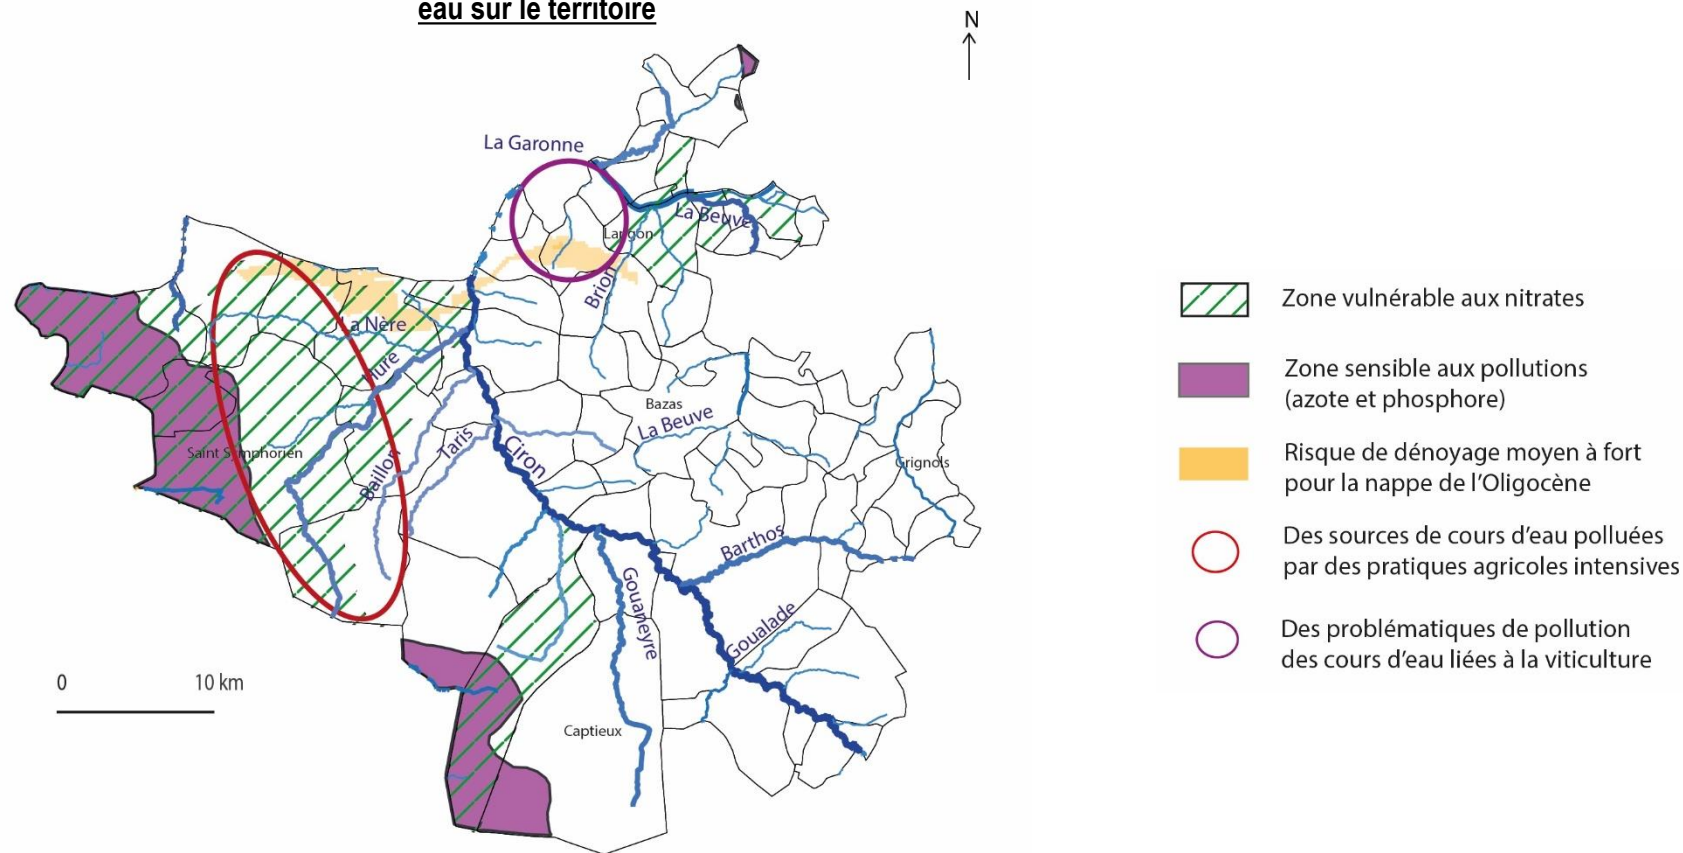 eau sur le territoire
N
La Garonne
La Beuve
Langon
Brion
La Nère
Hure
Bazas
La Beuve
Taris
Ciron
Saint Symphorien
Baillon
Grignols
Barthos
Gouaneyre
Goualade
0 10 km
Captieux
Zone vulnérable aux nitrates
Zone sensible aux pollutions
(azote et phosphore)
Risque de dénoyage moyen à fort
pour la nappe de l'Oligocène
Des sources de cours d'eau polluées
par des pratiques agricoles intensives
Des problématiques de pollution
des cours d'eau liées à la viticulture